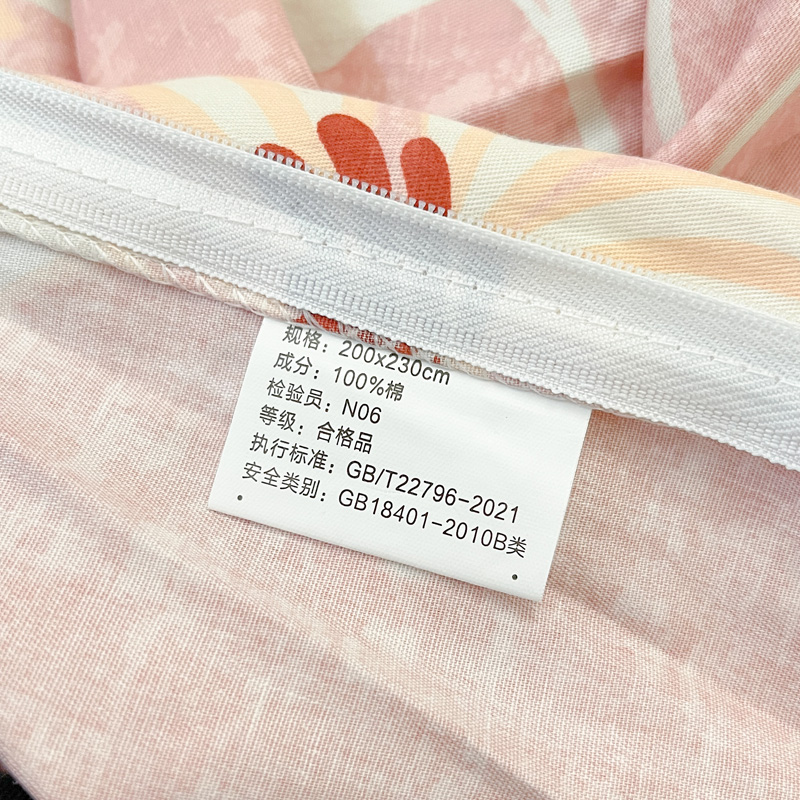 规格：200x230cm
成分：100%棉
检验员：N06
等级：合格品
执行标准：GB/T22796-2021
安全类别：GB18401-2010B类